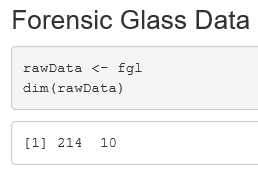 Forensic Glass Data
rawData <- fgl
dim(rawData)
[1] 214  10